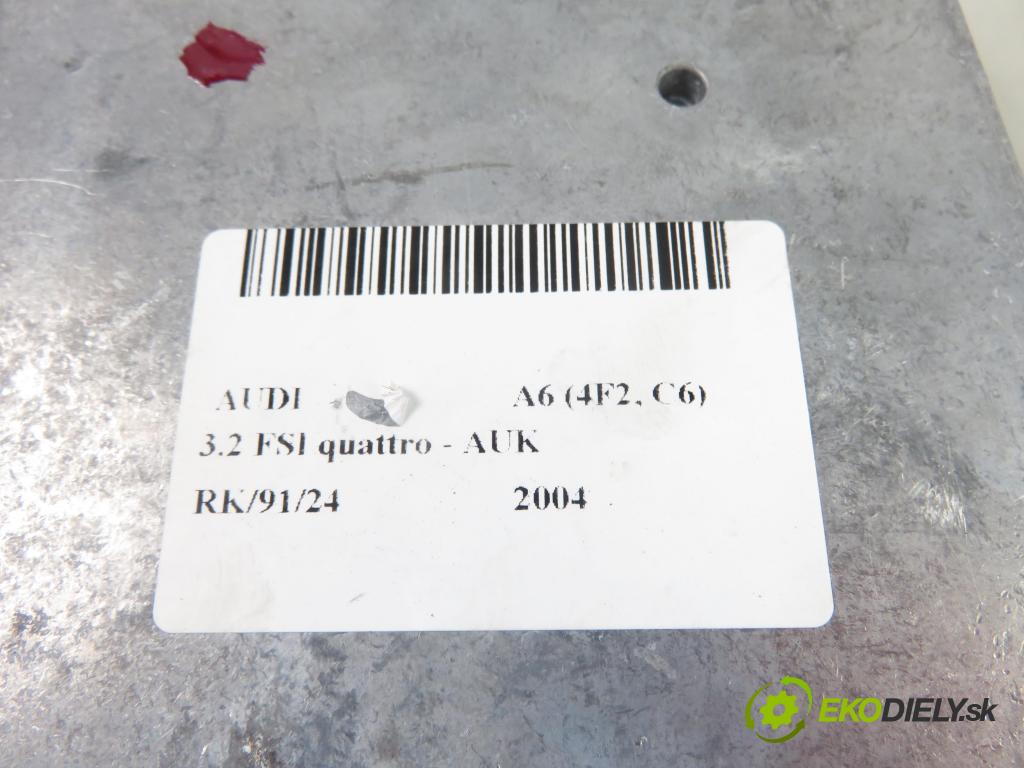 AUDI A6 (4F2, C6)
3.2 FSI quattro - AUK
RK/91/24 2004
EKODIELY.sk